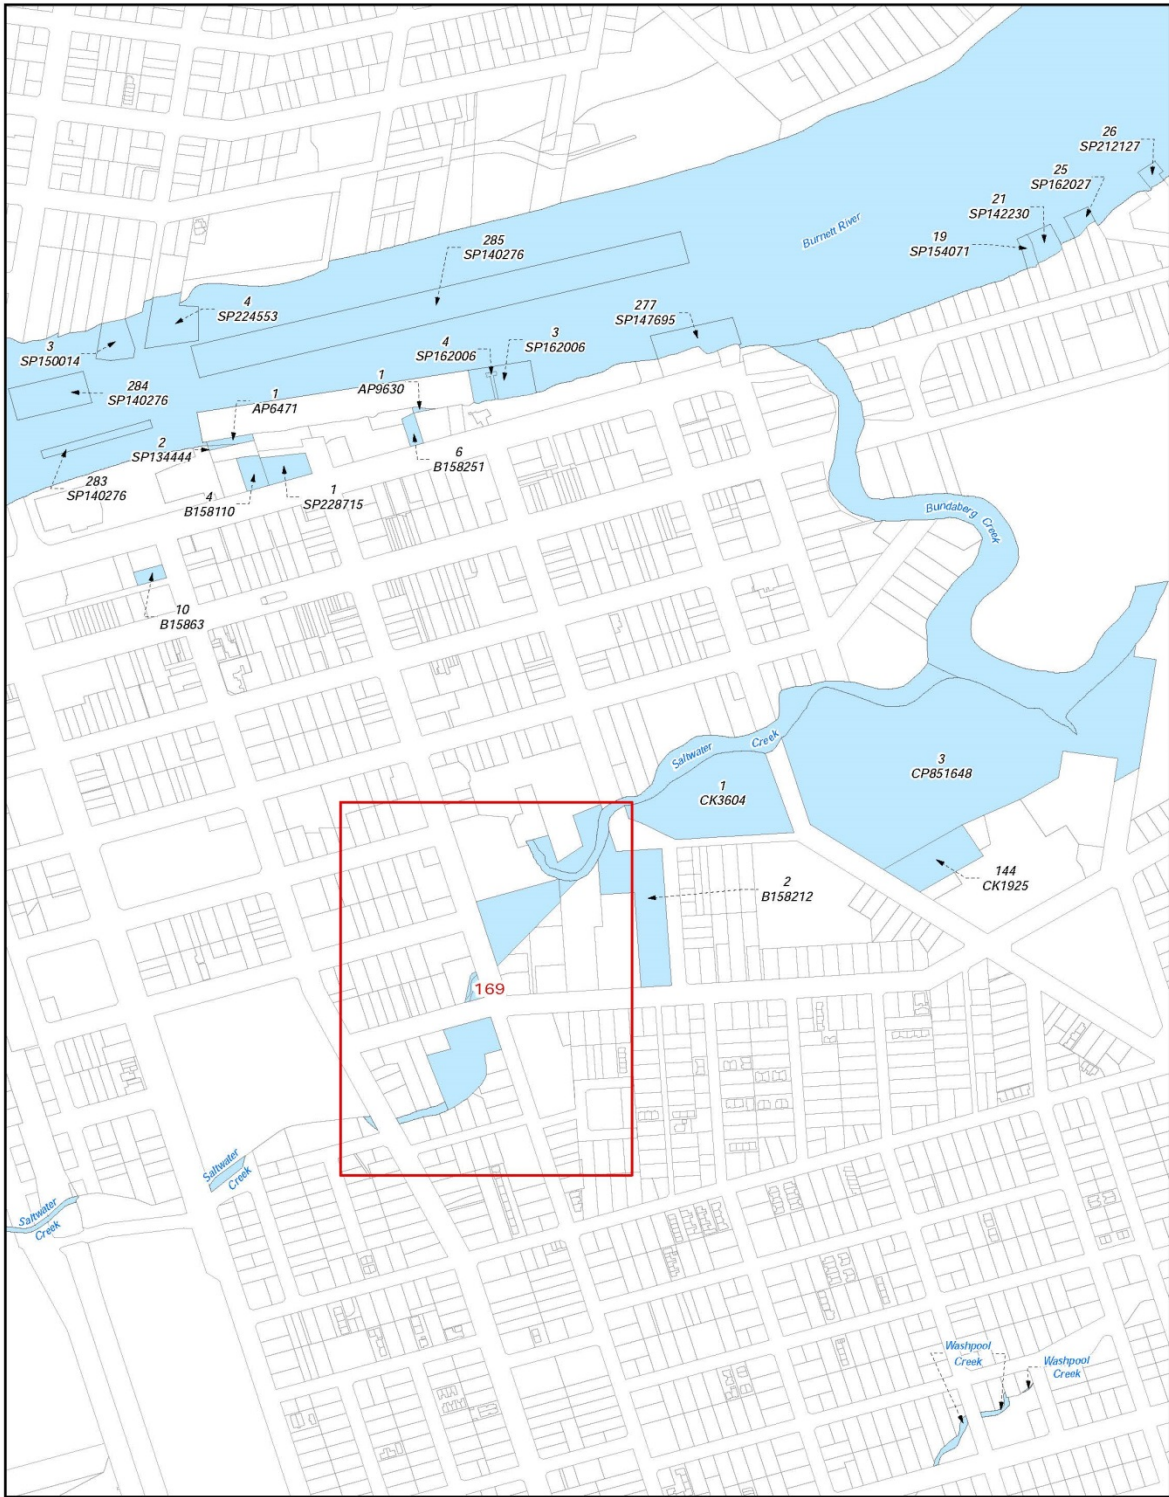 26
SP212127
25
SP162027
21
SP142230
19
SP154071
Burnett River
285
SP140276
4
SP224553
277
SP147695
3
SP150014
4
SP162006
3
SP162006
284
SP140276
1
AP9630
1
AP6471
2
SP134444
6
B158251
283
SP140276
4
B158110
1
SP228715
Bundaberg Creek
10
B15863
Saltwater Creek
3
CP851648
1
CK3604
144
CK1925
2
B158212
169
Saltwater
Creek
Saltwater
Creek
Washpool
Creek
Washpool
Creek